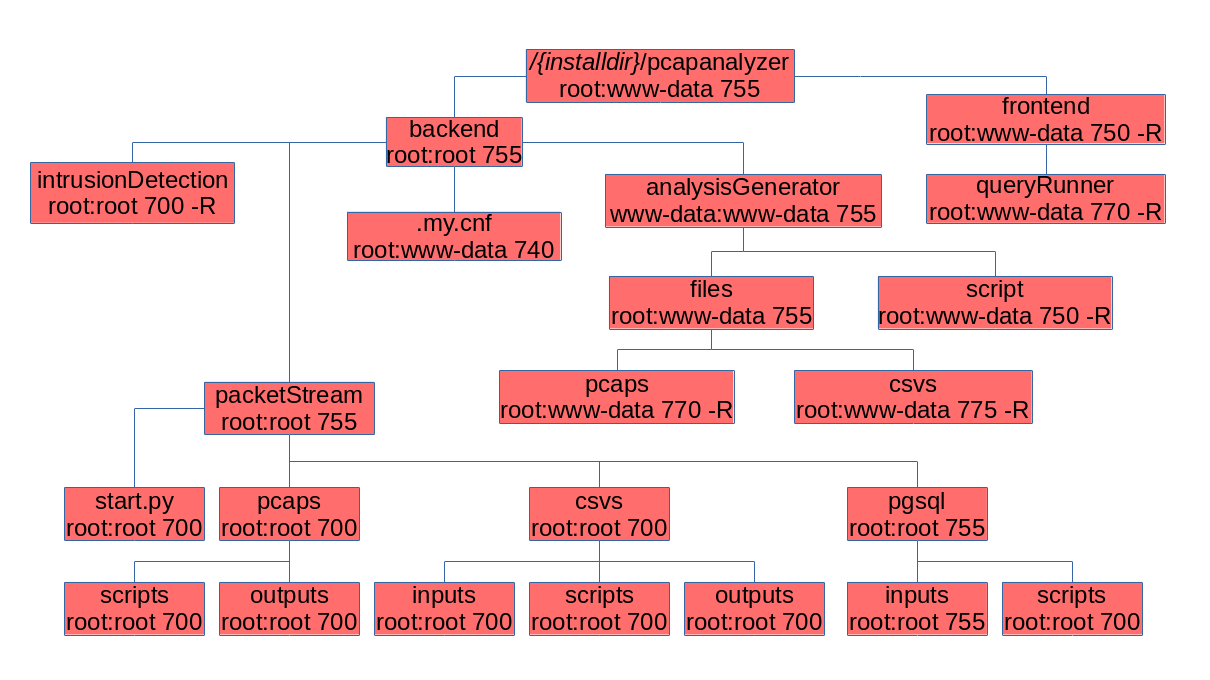 /{installdir}/pcapanalyzer
root:www-data 755
frontend
root:www-data 750 -R
backend
root:root 755
intrusionDetection
root:root 700 -R
analysisGenerator
www-data:www-data 755
queryRunner
root:www-data 770 -R
.my.cnf
root:www-data 740
files
root:www-data 755
script
root:www-data 750 -R
pcaps
root:www-data 770 -R
csvs
root:www-data 775 -R
packetStream
root:root 755
start.py
root:root 700
pcaps
root:root 700
csvs
root:root 700
pgsql
root:root 755
scripts
root:root 700
outputs
root:root 700
inputs
root:root 700
scripts
root:root 700
outputs
root:root 700
inputs
root:root 755
scripts
root:root 700